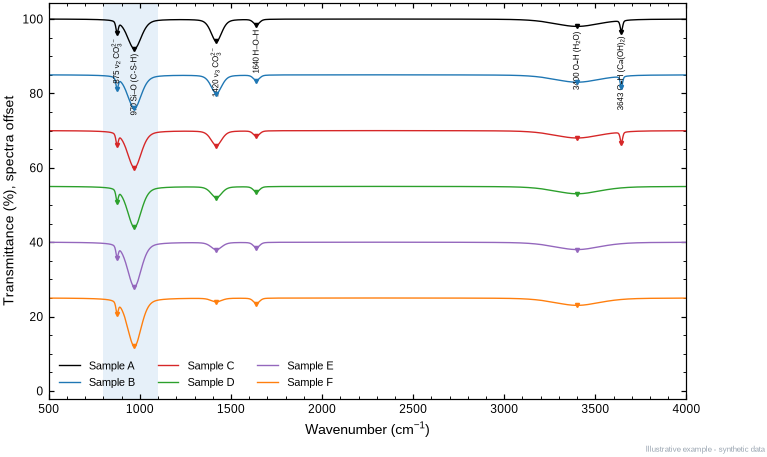 100
80
60
40
20
0
Transmittance (%), spectra offset
875 ν₂ CO₃²⁻
970 Si–O (C-S-H)
1420 ν₃ CO₃²⁻
1640 H–O–H
3400 O-H (H₂O)
3643 O-H (Ca(OH)₂)
Sample A
Sample B
Sample C
Sample D
Sample E
Sample F
500 1000 1500 2000 2500 3000 3500 4000
Wavenumber (cm⁻¹)
Illustrative example - synthetic data